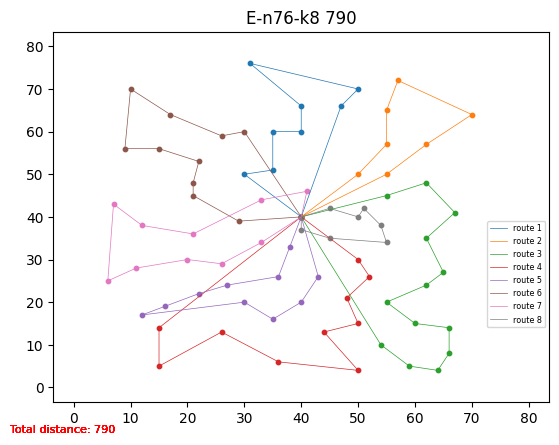 E-n76-k8 790
80
70
60
50
40
30
20
10
0
0 10 20 30 40 50 60 70 80
route 1
route 2
route 3
route 4
route 5
route 6
route 7
route 8
Total distance: 790